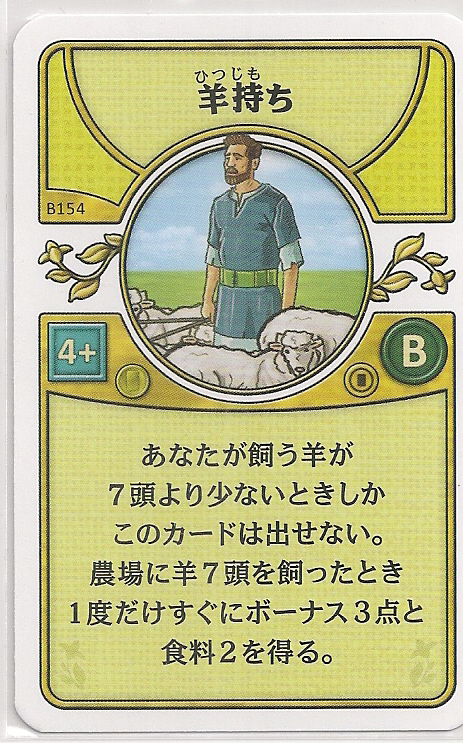 ひつじも
羊持ち
B154
4+
B
あなたが飼う羊が
７頭より少ないときしか
このカードは出せない。
農場に羊７頭を飼ったとき
1度だけすぐにボーナス３点と
食料２を得る。